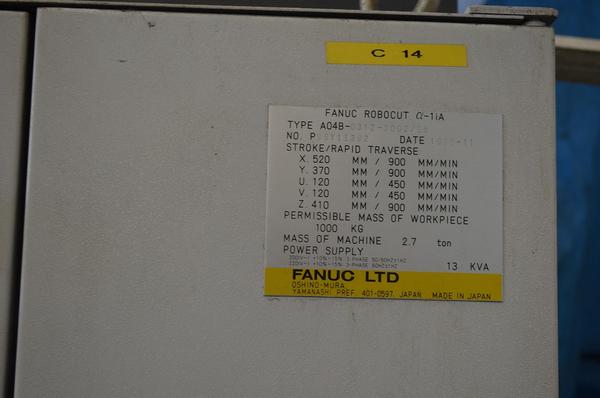 C 14
FANUC ROBOCUT α-1iA
TYPE A04B-
NO. P DATE
STROKE/RAPID TRAVERSE
X. 520 MM / 900 MM/MIN
Y. 370 MM / 900 MM/MIN
U. 120 MM / 450 MM/MIN
V. 120 MM / 450 MM/MIN
Z. 410 MM / 900 MM/MIN
PERMISSIBLE MASS OF WORKPIECE
1000 KG
MASS OF MACHINE 2.7 ton
POWER SUPPLY
13 KVA
FANUC LTD
OSHINO-MURA,
YAMANASHI PREF. 401-0597, JAPAN MADE IN JAPAN